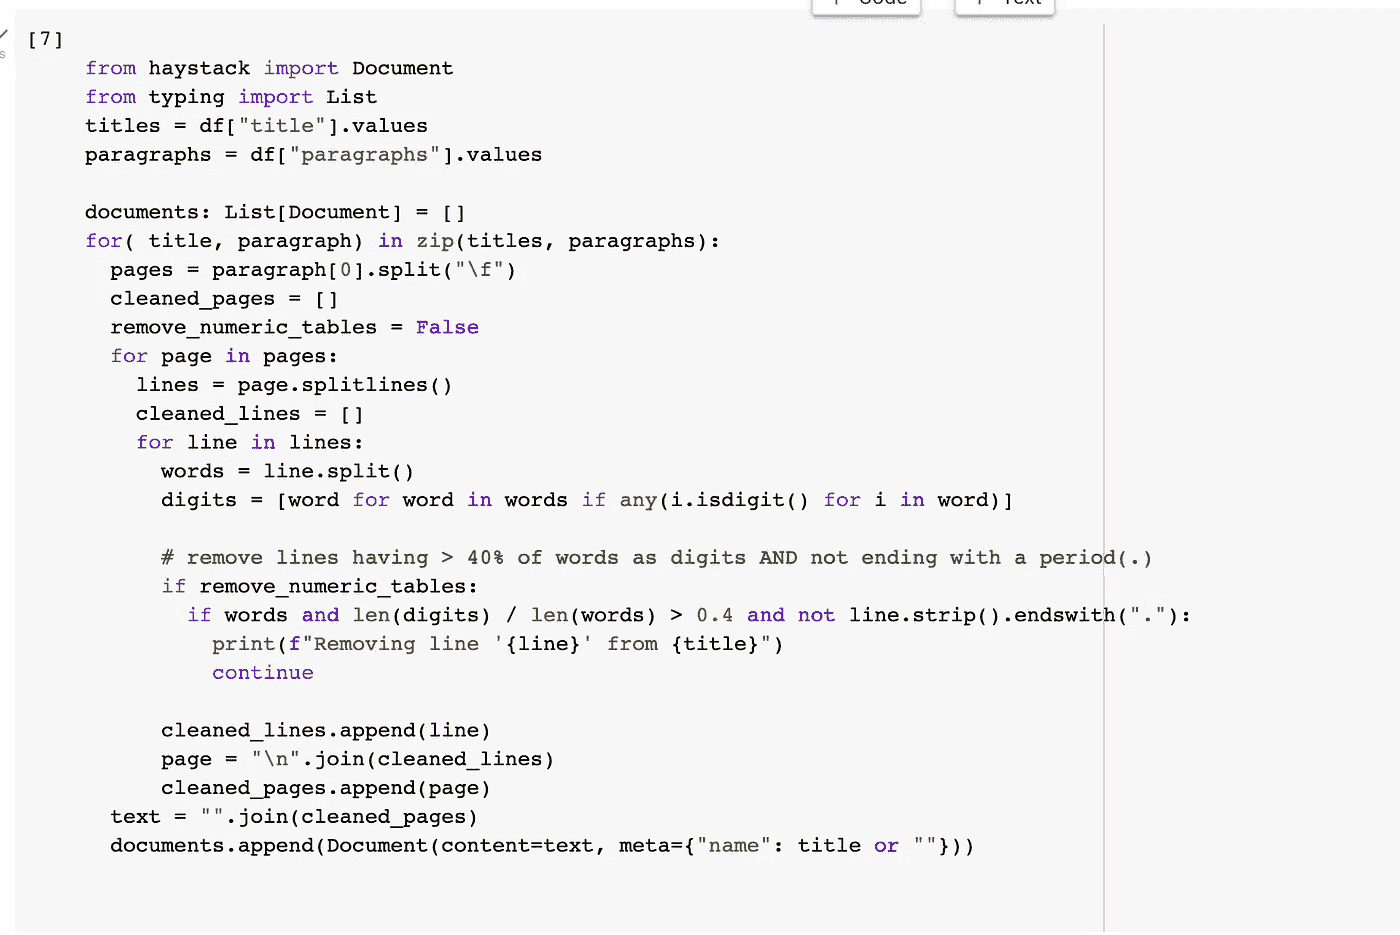 + Code + Text
[7]
from haystack import Document
from typing import List
titles = df["title"].values
paragraphs = df["paragraphs"].values
documents: List[Document] = []
for( title, paragraph) in zip(titles, paragraphs):
  pages = paragraph[0].split("\f")
  cleaned_pages = []
  remove_numeric_tables = False
  for page in pages:
    lines = page.splitlines()
    cleaned_lines = []
    for line in lines:
      words = line.split()
      digits = [word for word in words if any(i.isdigit() for i in word)]
      # remove lines having > 40% of words as digits AND not ending with a period(.)
      if remove_numeric_tables:
        if words and len(digits) / len(words) > 0.4 and not line.strip().endswith("."):
          print(f"Removing line '{line}' from {title}")
          continue
      cleaned_lines.append(line)
      page = "\n".join(cleaned_lines)
      cleaned_pages.append(page)
  text = "".join(cleaned_pages)
  documents.append(Document(content=text, meta={"name": title or ""}))